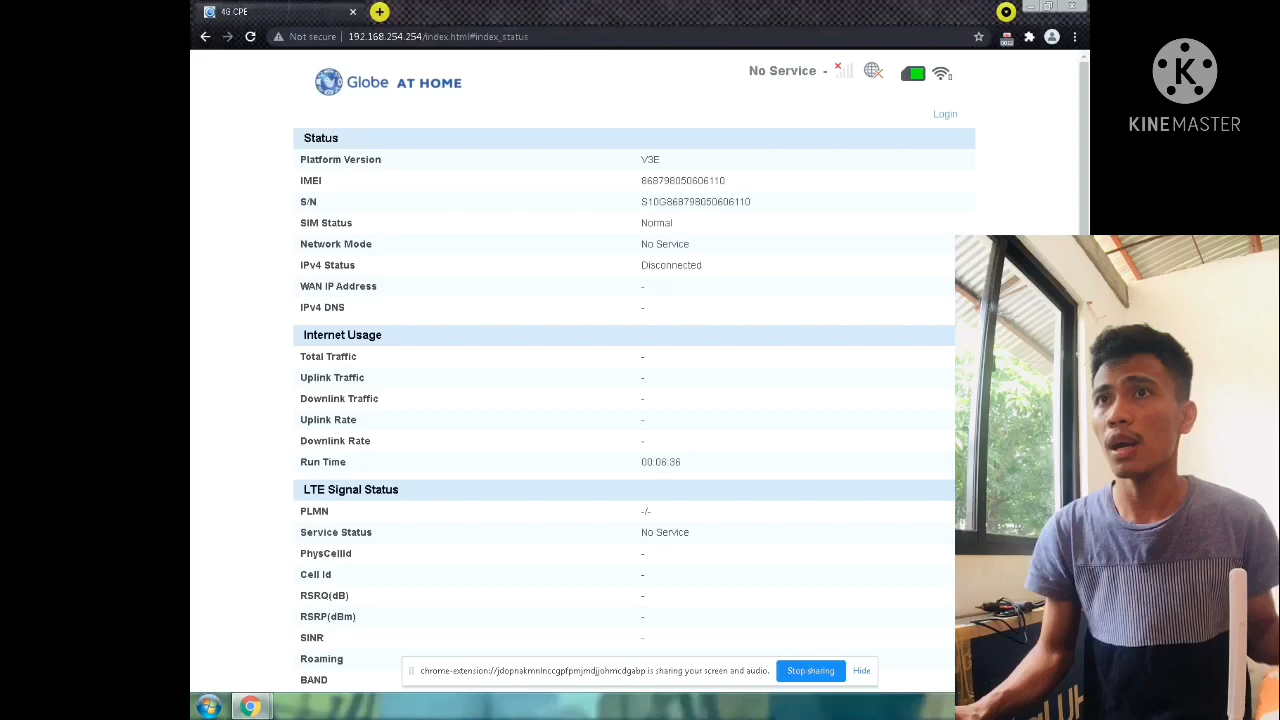 4G CPE
Not secure 192.168.254.254/index.html#index_status
Globe AT HOME
No Service -
KINEMASTER
Login
Status
Platform Version V3E
IMEI 868798050606110
S/N S10G868798050606110
SIM Status Normal
Network Mode No Service
IPv4 Status Disconnected
WAN IP Address -
IPv4 DNS -
Internet Usage
Total Traffic -
Uplink Traffic -
Downlink Traffic -
Uplink Rate -
Downlink Rate -
Run Time 00:06:36
LTE Signal Status
PLMN -/-
Service Status No Service
PhysCellId -
Cell Id -
RSRQ(dB) -
RSRP(dBm) -
SINR -
Roaming
chrome-extension://jdopnakmnlnccgpfpmjmdjjohmcdgabp is sharing your screen and audio. Stop sharing Hide
BAND